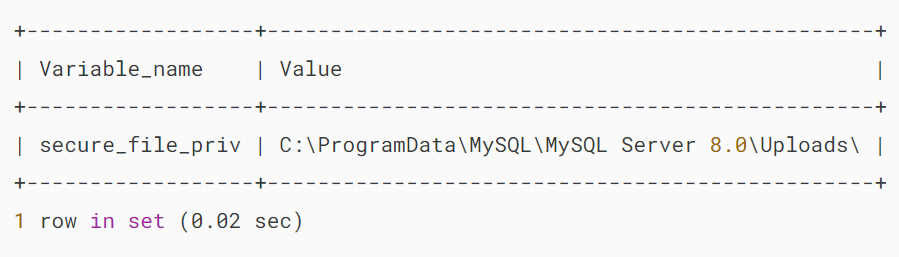 +------------------+------------------------------------------------+
| Variable_name    | Value                                          |
+------------------+------------------------------------------------+
| secure_file_priv | C:\ProgramData\MySQL\MySQL Server 8.0\Uploads\ |
+------------------+------------------------------------------------+
1 row in set (0.02 sec)